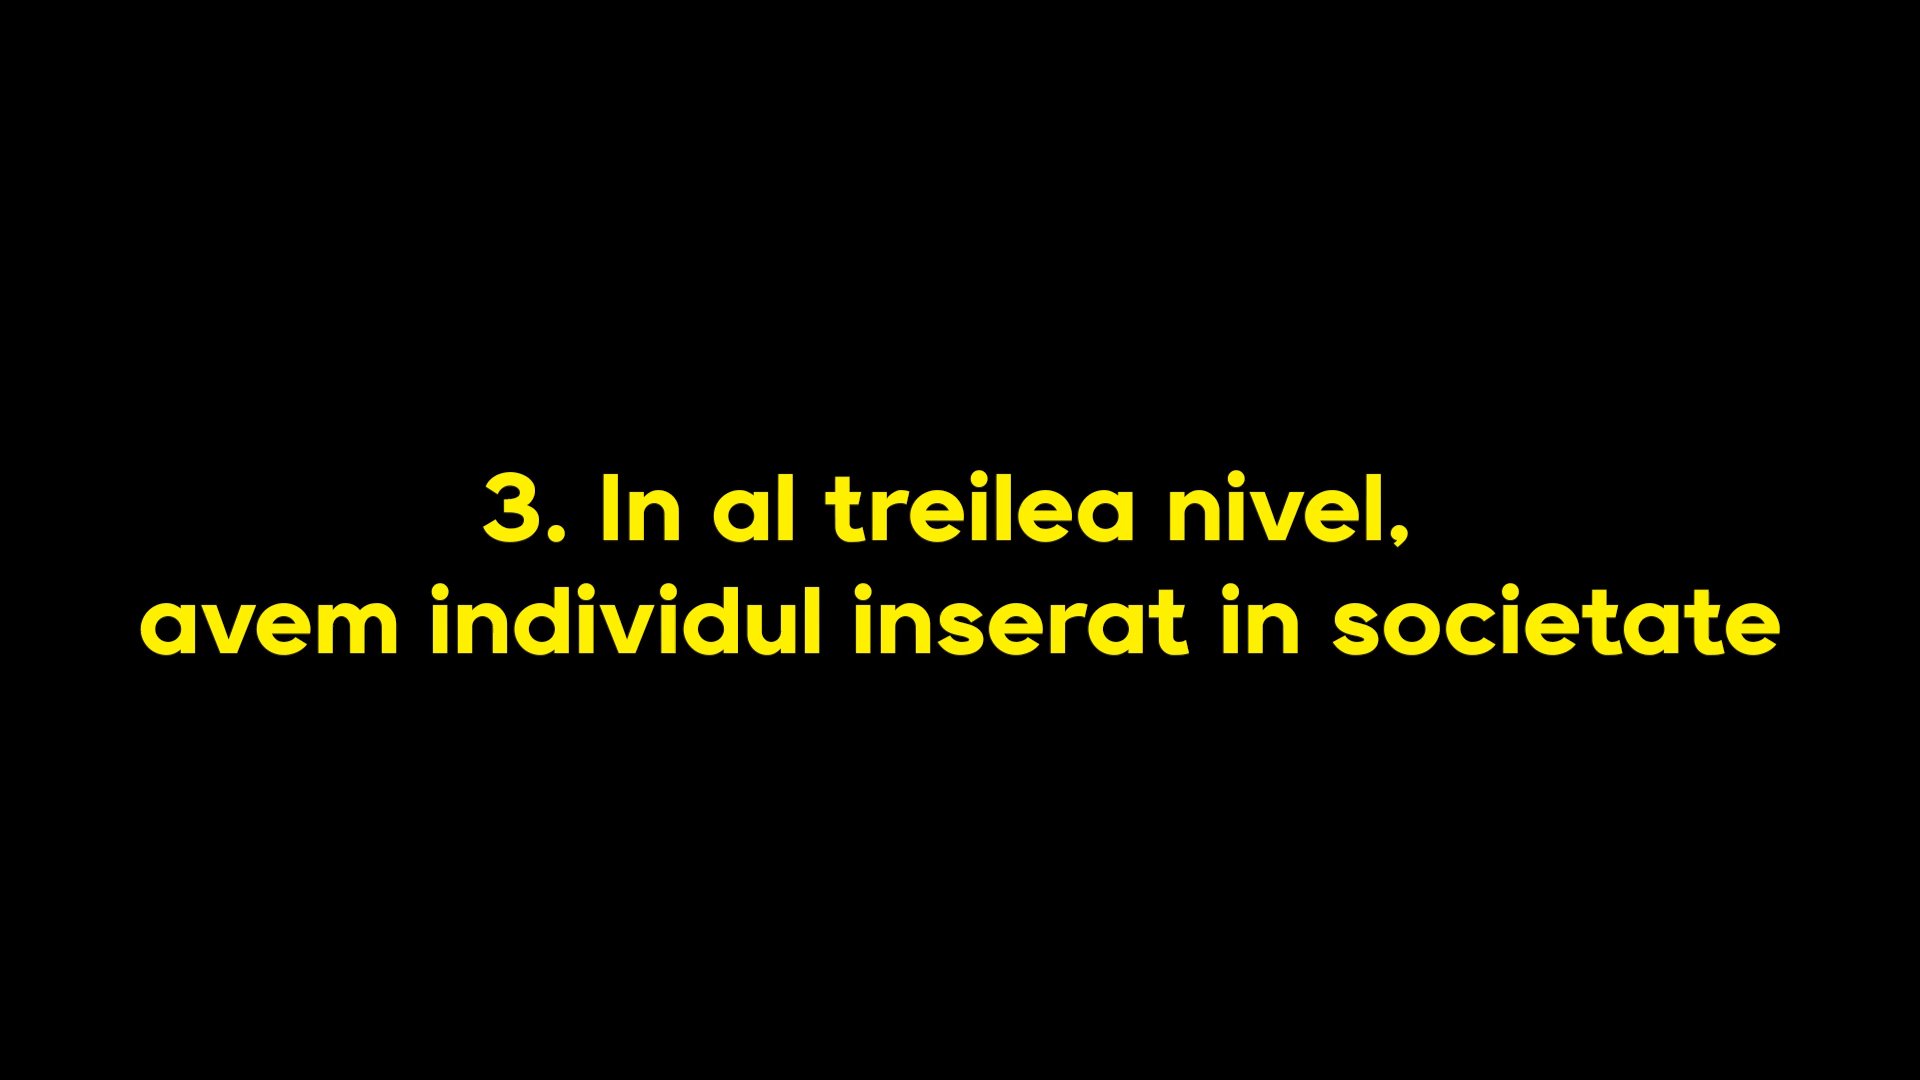 3. In al treilea nivel,
avem individul inserat in societate